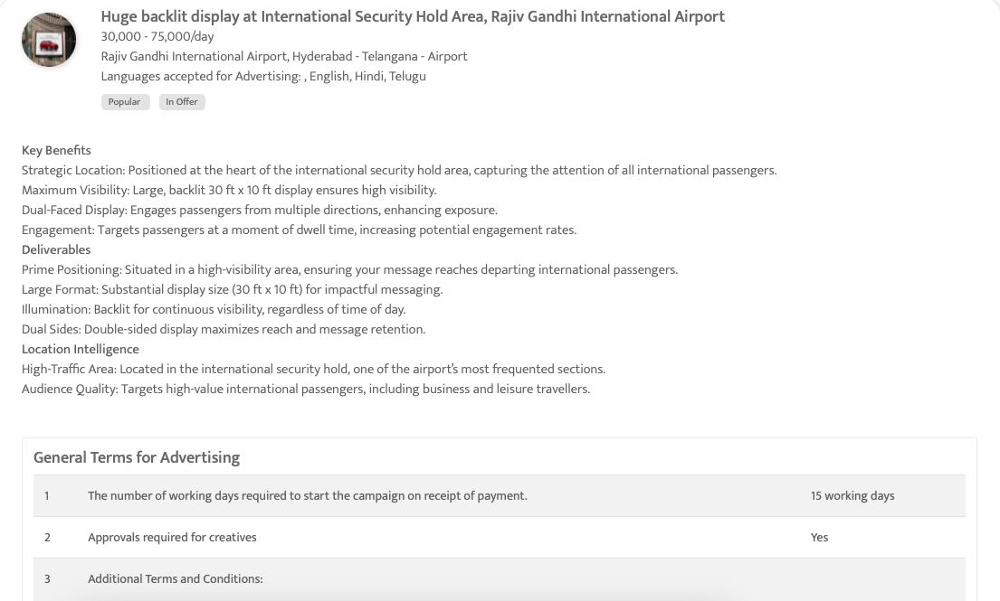 Huge backlit display at International Security Hold Area, Rajiv Gandhi International Airport
30,000 - 75,000/day
Rajiv Gandhi International Airport, Hyderabad - Telangana - Airport
Languages accepted for Advertising: , English, Hindi, Telugu
Popular In Offer
Key Benefits
Strategic Location: Positioned at the heart of the international security hold area, capturing the attention of all international passengers.
Maximum Visibility: Large, backlit 30 ft x 10 ft display ensures high visibility.
Dual-Faced Display: Engages passengers from multiple directions, enhancing exposure.
Engagement: Targets passengers at a moment of dwell time, increasing potential engagement rates.
Deliverables
Prime Positioning: Situated in a high-visibility area, ensuring your message reaches departing international passengers.
Large Format: Substantial display size (30 ft x 10 ft) for impactful messaging.
Illumination: Backlit for continuous visibility, regardless of time of day.
Dual Sides: Double-sided display maximizes reach and message retention.
Location Intelligence
High-Traffic Area: Located in the international security hold, one of the airport’s most frequented sections.
Audience Quality: Targets high-value international passengers, including business and leisure travellers.
General Terms for Advertising
1 The number of working days required to start the campaign on receipt of payment. 15 working days
2 Approvals required for creatives Yes
3 Additional Terms and Conditions: